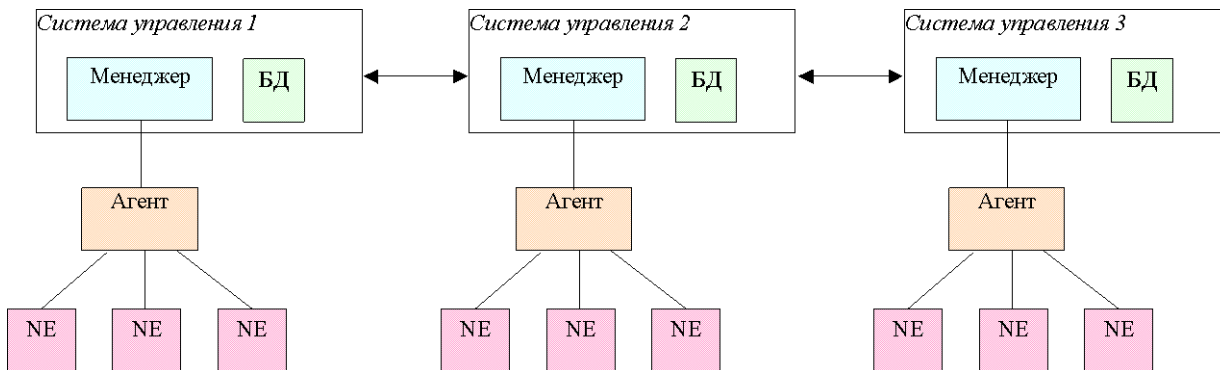 Система управления 1
Система управления 2
Система управления 3
Менеджер
БД
Менеджер
БД
Менеджер
БД
Агент
Агент
Агент
NE
NE
NE
NE
NE
NE
NE
NE
NE